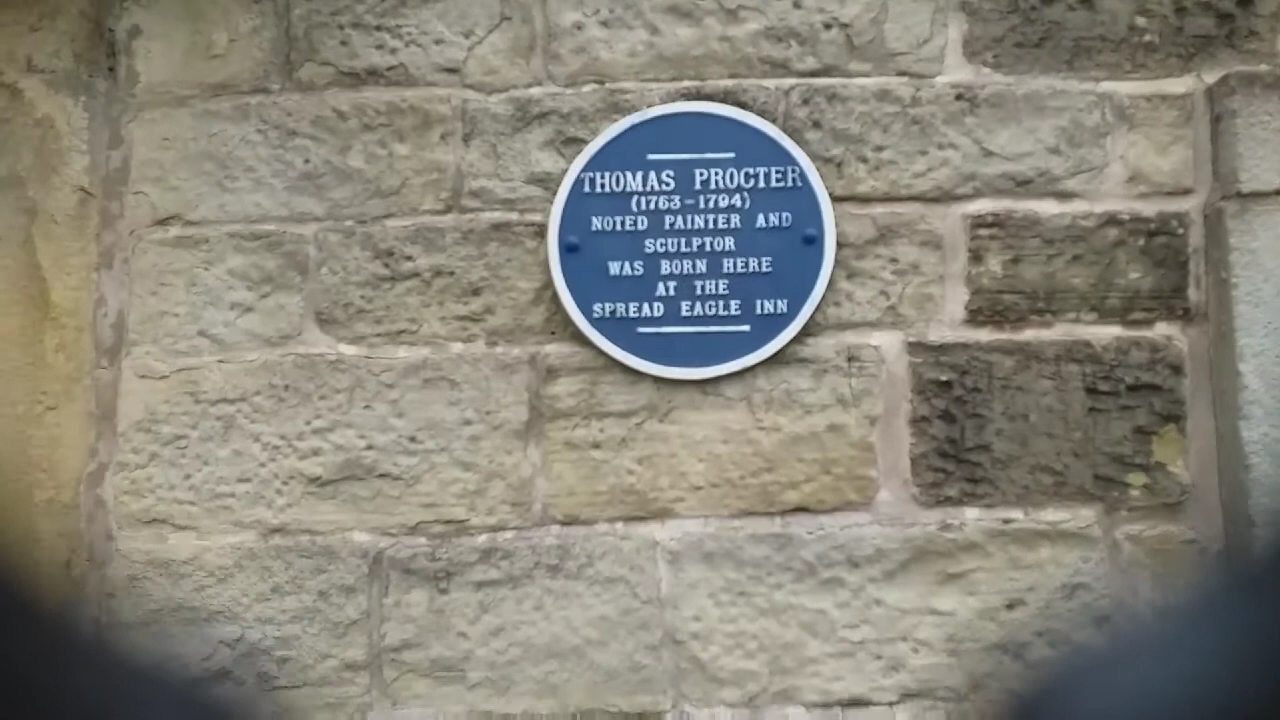 THOMAS PROCTER
(1763-1794)
NOTED PAINTER AND
SCULPTOR
WAS BORN HERE
AT THE
SPREAD EAGLE INN